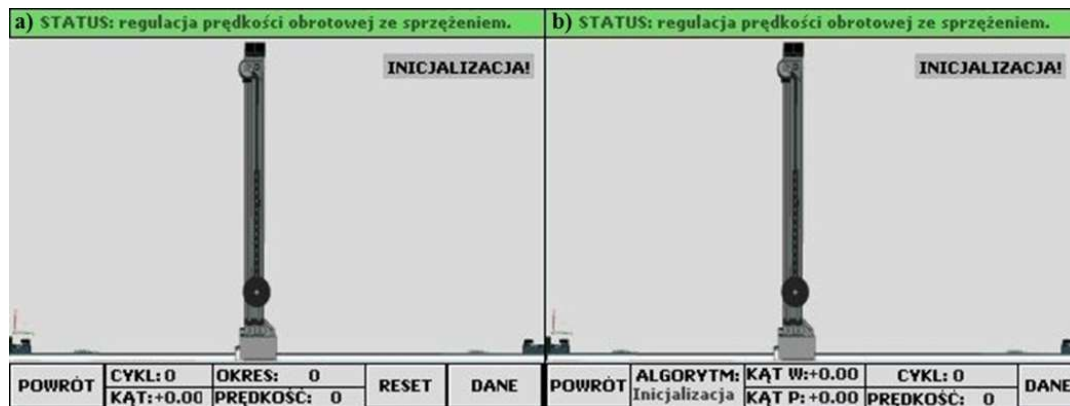 a) STATUS: regulacja prędkości obrotowej ze sprzężeniem.
INICJALIZACJA!
POWRÓT
CYKL: 0
OKRES: 0
KĄT:+0.00
PRĘDKOŚĆ: 0
RESET
DANE
b) STATUS: regulacja prędkości obrotowej ze sprzężeniem.
INICJALIZACJA!
POWRÓT
ALGORYTM:
Inicjalizacja
KĄT W:+0.00
KĄT P:+0.00
CYKL: 0
PRĘDKOŚĆ: 0
DANE